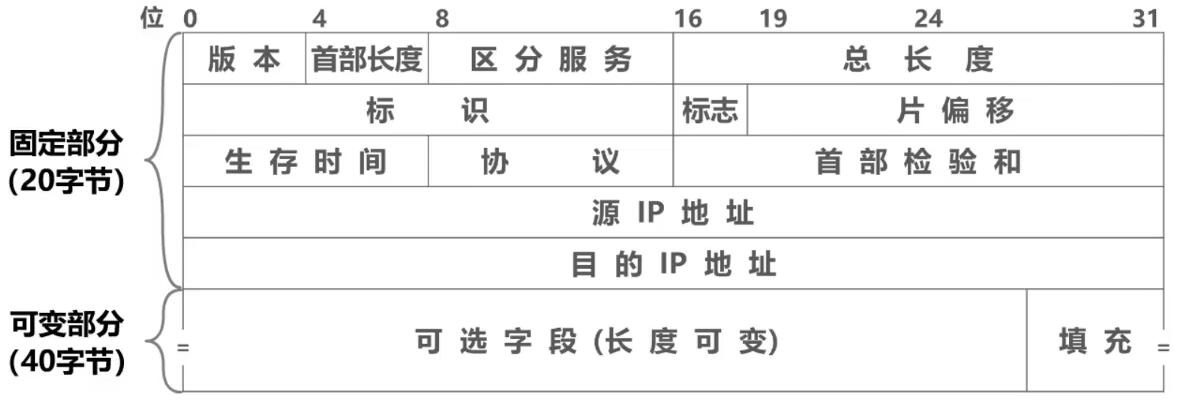 位 0 4 8 16 19 24 31
版本 首部长度 区分服务 总长度
标识 标志 片偏移
固定部分
(20字节)
生存时间 协议 首部检验和
源 IP 地址
目的 IP 地址
可变部分
(40字节)
= 可选字段 (长度可变) 填充 =